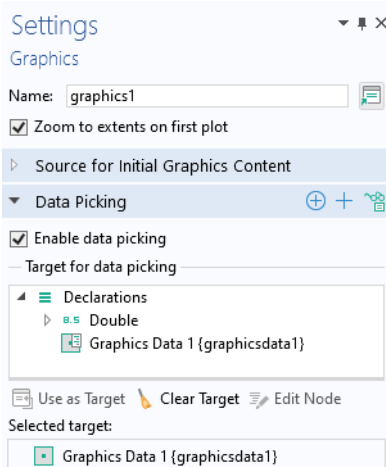 Settings
Graphics
Name: graphics1
Zoom to extents on first plot
Source for Initial Graphics Content
Data Picking
Enable data picking
Target for data picking
Declarations
8.5 Double
Graphics Data 1 {graphicsdata1}
Use as Target Clear Target Edit Node
Selected target:
Graphics Data 1 {graphicsdata1}